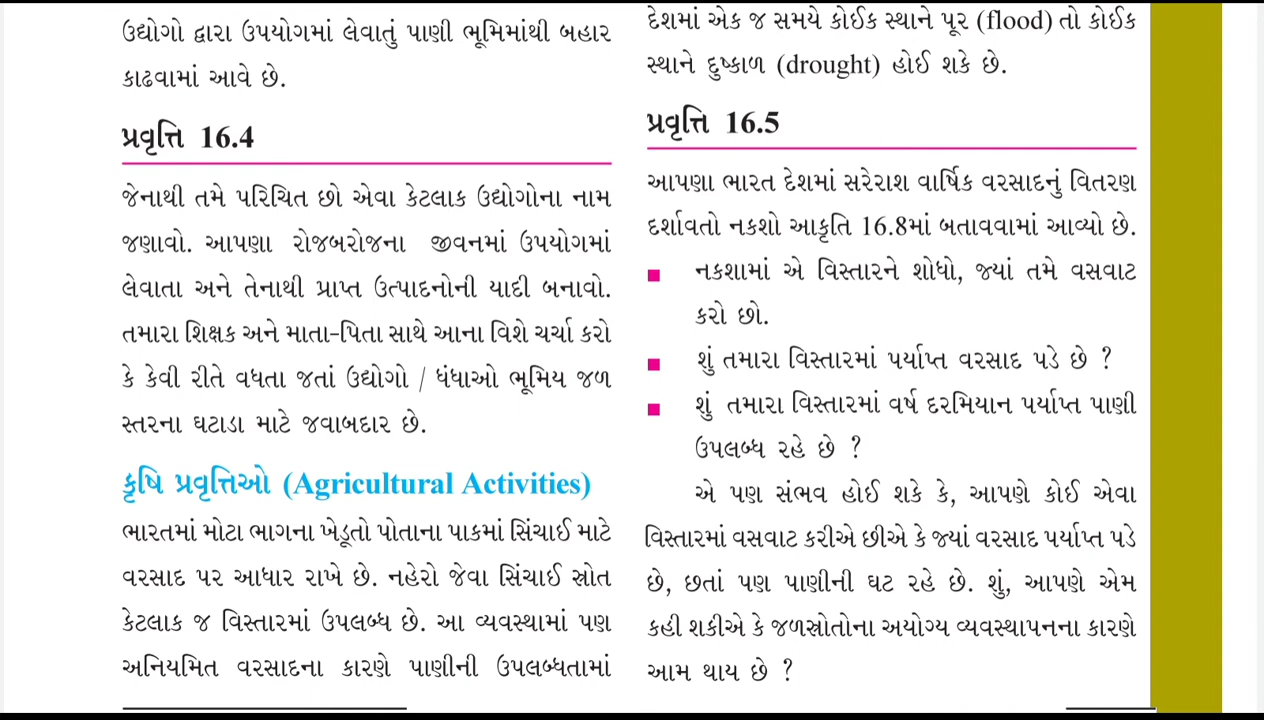 ઉદ્યોગો દ્વારા ઉપયોગમાં લેવાતું પાણી ભૂમિમાંથી બહાર
કાઢવામાં આવે છે.
પ્રવૃત્તિ 16.4
જેનાથી તમે પરિચિત છો એવા કેટલાક ઉદ્યોગોના નામ
જણાવો. આપણા રોજબરોજના જીવનમાં ઉપયોગમાં
લેવાતા અને તેનાથી પ્રાપ્ત ઉત્પાદનોની યાદી બનાવો.
તમારા શિક્ષક અને માતા-પિતા સાથે આના વિશે ચર્ચા કરો
કે કેવી રીતે વધતા જતાં ઉદ્યોગો / ધંધાઓ ભૂમિય જળ
સ્તરના ઘટાડા માટે જવાબદાર છે.
કૃષિ પ્રવૃત્તિઓ (Agricultural Activities)
ભારતમાં મોટા ભાગના ખેડૂતો પોતાના પાકમાં સિંચાઈ માટે
વરસાદ પર આધાર રાખે છે. નહેરો જેવા સિંચાઈ સ્રોત
કેટલાક જ વિસ્તારમાં ઉપલબ્ધ છે. આ વ્યવસ્થામાં પણ
અનિયમિત વરસાદના કારણે પાણીની ઉપલબ્ધતામાં
દેશમાં એક જ સમયે કોઈક સ્થાને પૂર (flood) તો કોઈક
સ્થાને દુષ્કાળ (drought) હોઈ શકે છે.
પ્રવૃત્તિ 16.5
આપણા ભારત દેશમાં સરેરાશ વાર્ષિક વરસાદનું વિતરણ
દર્શાવતો નકશો આકૃતિ 16.8માં બતાવવામાં આવ્યો છે.
■ નકશામાં એ વિસ્તારને શોધો, જ્યાં તમે વસવાટ
કરો છો.
■ શું તમારા વિસ્તારમાં પર્યાપ્ત વરસાદ પડે છે ?
■ શું તમારા વિસ્તારમાં વર્ષ દરમિયાન પર્યાપ્ત પાણી
ઉપલબ્ધ રહે છે ?
એ પણ સંભવ હોઈ શકે કે, આપણે કોઈ એવા
વિસ્તારમાં વસવાટ કરીએ છીએ કે જ્યાં વરસાદ પર્યાપ્ત પડે
છે, છતાં પણ પાણીની ઘટ રહે છે. શું, આપણે એમ
કહી શકીએ કે જળસ્રોતોના અયોગ્ય વ્યવસ્થાપનના કારણે
આમ થાય છે ?